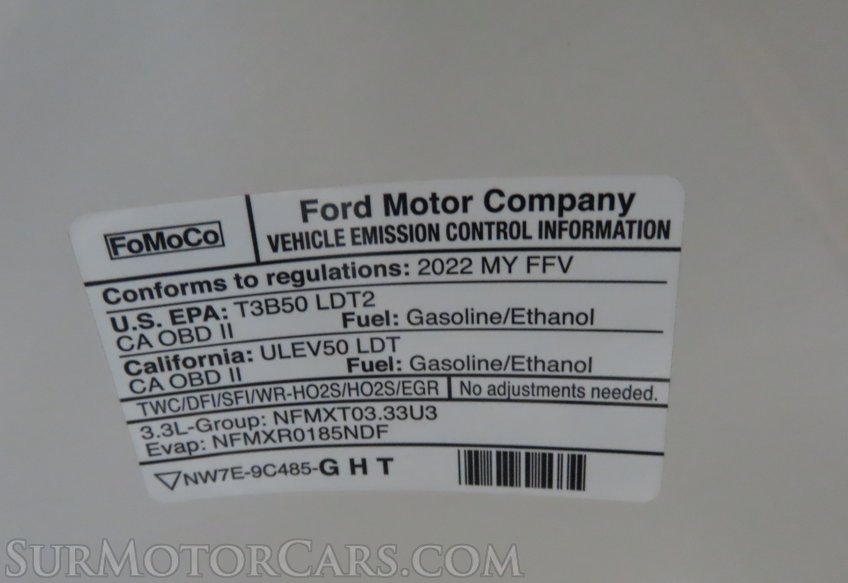 FoMoCo
Ford Motor Company
VEHICLE EMISSION CONTROL INFORMATION
Conforms to regulations: 2022 MY FFV
U.S. EPA: T3B50 LDT2
CA OBD II Fuel: Gasoline/Ethanol
California: ULEV50 LDT
CA OBD II Fuel: Gasoline/Ethanol
TWC/DFI/SFI/WR-HO2S/HO2S/EGR No adjustments needed.
3.3L-Group: NFMXT03.33U3
Evap: NFMXR0185NDF
NW7E-9C485-G H T
SurMotorCars.com